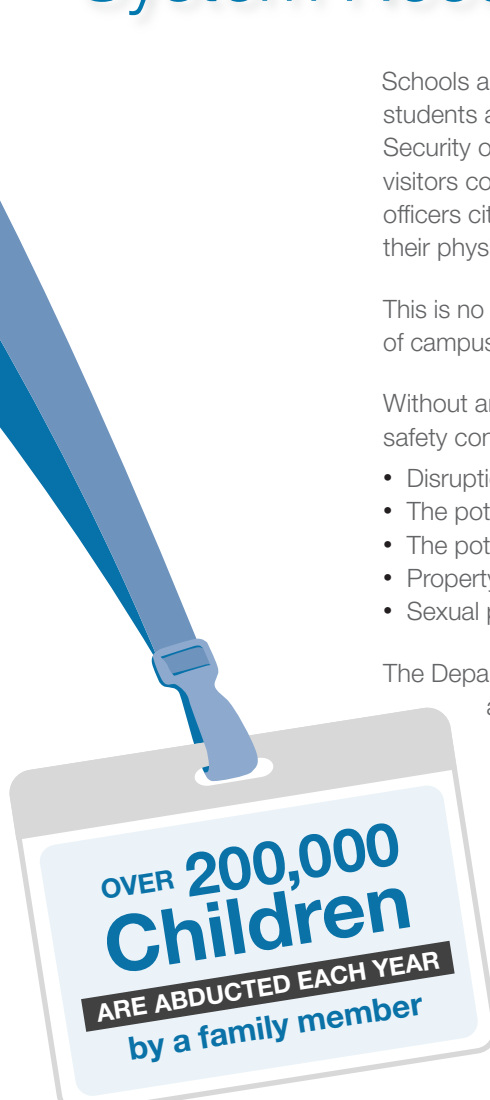 System
Schools a
students a
Security o
visitors co
officers cit
their phys
This is no
of campus
Without ar
safety con
• Disrupti
• The pot
• The pot
• Property
• Sexual p
The Depa
a
OVER 200,000
Children
ARE ABDUCTED EACH YEAR
by a family member